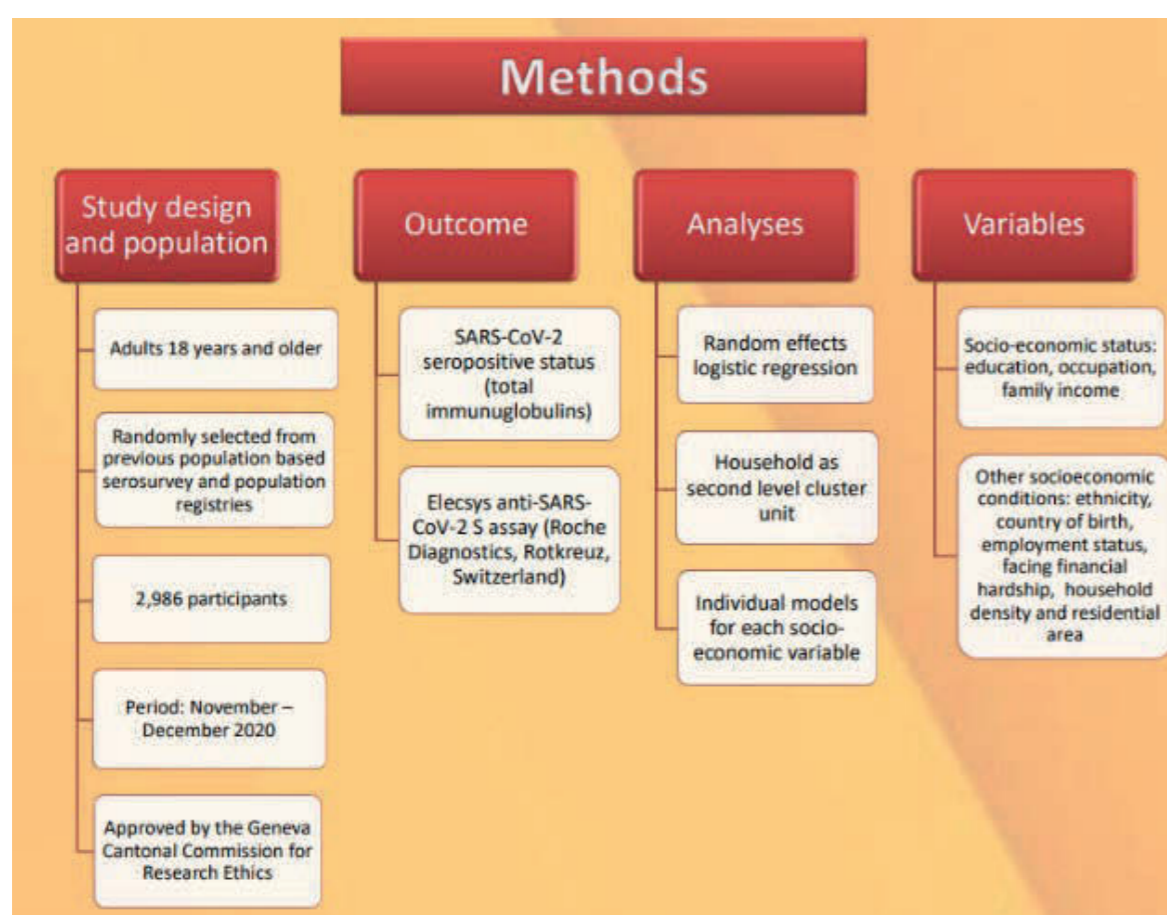 Methods
Study design
and population
Adults 18 years and older
Randomly selected from
previous population based
serosurvey and population
registries
2,986 participants
Period: November –
December 2020
Approved by the Geneva
Cantonal Commission for
Research Ethics
Outcome
SARS-CoV-2
seropositive status
(total
immunuglobulins)
Elecsys anti-SARS-
CoV-2 S assay (Roche
Diagnostics, Rotkreuz,
Switzerland)
Analyses
Random effects
logistic regression
Household as
second level cluster
unit
Individual models
for each socio-
economic variable
Variables
Socio-economic status:
education, occupation,
family income
Other socioeconomic
conditions: ethnicity,
country of birth,
employment status,
facing financial
hardship, household
density and residential
area